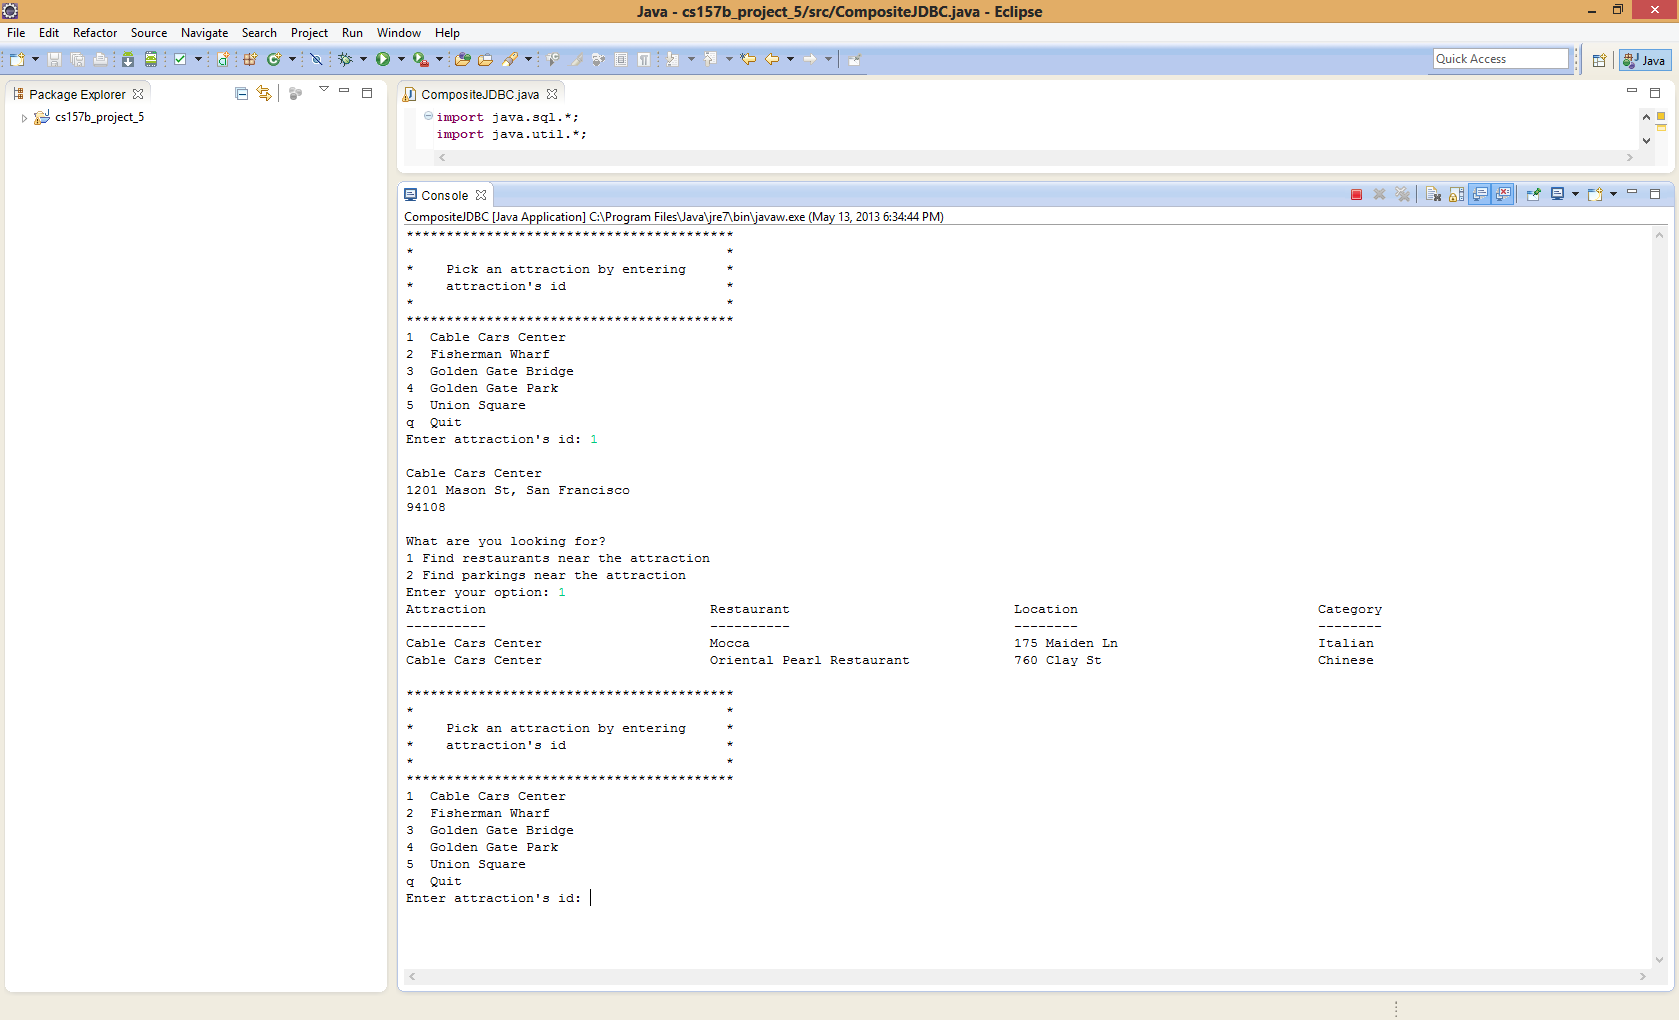 Java - cs157b_project_5/src/CompositeJDBC.java - Eclipse
File Edit Refactor Source Navigate Search Project Run Window Help
Quick Access
Java
Package Explorer
cs157b_project_5
CompositeJDBC.java
import java.sql.*;
import java.util.*;
Console
CompositeJDBC [Java Application] C:\Program Files\Java\jre7\bin\javaw.exe (May 13, 2013 6:34:44 PM)
*****************************************
*                                       *
*    Pick an attraction by entering     *
*    attraction's id                    *
*                                       *
*****************************************
1  Cable Cars Center
2  Fisherman Wharf
3  Golden Gate Bridge
4  Golden Gate Park
5  Union Square
q  Quit
Enter attraction's id: 1
Cable Cars Center
1201 Mason St, San Francisco
94108
What are you looking for?
1 Find restaurants near the attraction
2 Find parkings near the attraction
Enter your option: 1
Attraction                            Restaurant                            Location                              Category
----------                            ----------                            --------                              --------
Cable Cars Center                     Mocca                                 175 Maiden Ln                         Italian
Cable Cars Center                     Oriental Pearl Restaurant             760 Clay St                           Chinese
*****************************************
*                                       *
*    Pick an attraction by entering     *
*    attraction's id                    *
*                                       *
*****************************************
1  Cable Cars Center
2  Fisherman Wharf
3  Golden Gate Bridge
4  Golden Gate Park
5  Union Square
q  Quit
Enter attraction's id: